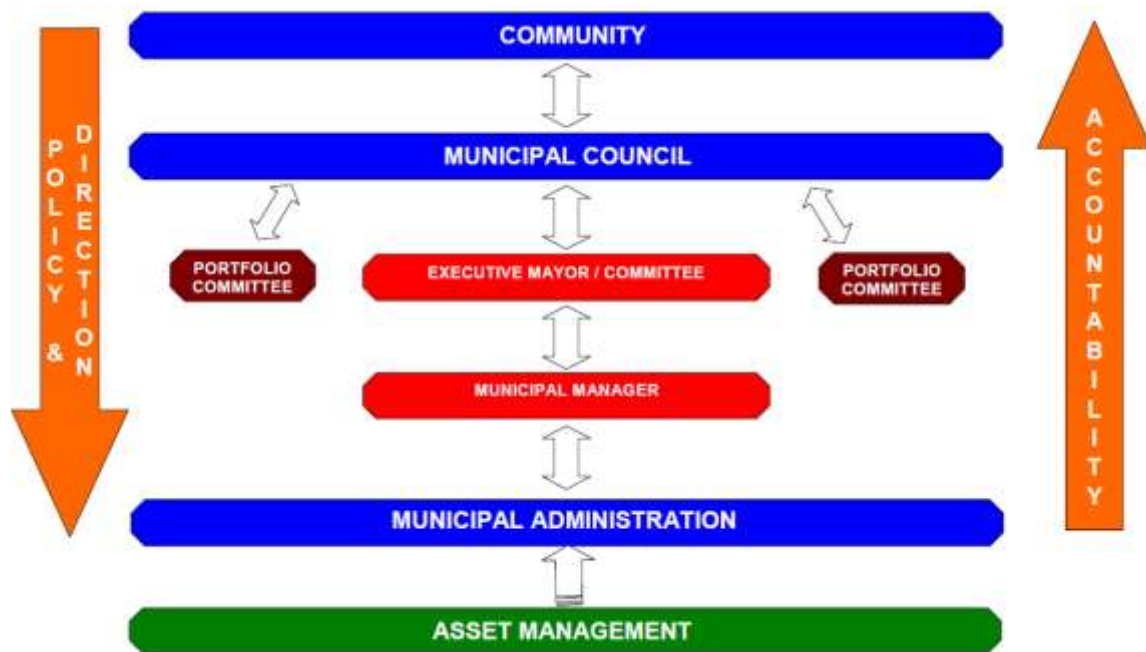 COMMUNITY
MUNICIPAL COUNCIL
POLICY &
DIRECTION
ACCOUNTABILITY
PORTFOLIO
COMMITTEE
EXECUTIVE MAYOR / COMMITTEE
PORTFOLIO
COMMITTEE
MUNICIPAL MANAGER
MUNICIPAL ADMINISTRATION
ASSET MANAGEMENT